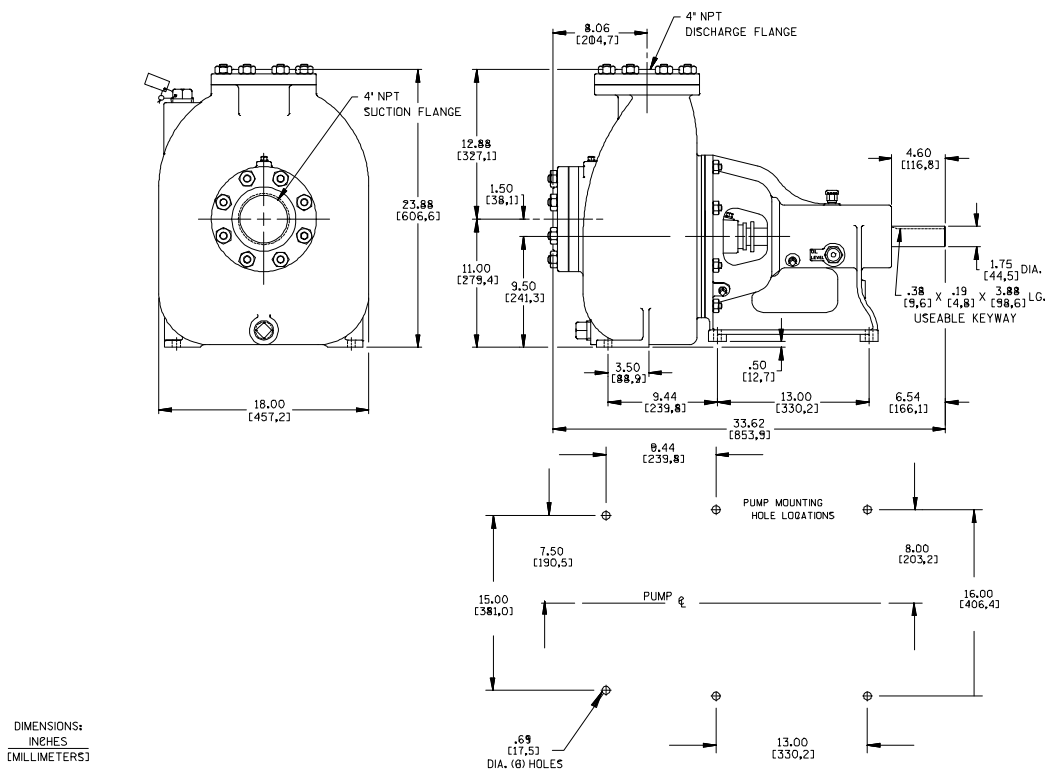 4" NPT
DISCHARGE FLANGE
8.06
[204,7]
4" NPT
SUCTION FLANGE
12.88
[327,1]
4.60
[116,8]
1.50
[38,1]
23.88
[606,6]
11.00
[279,4]
9.50
[241,3]
OIL
LEVEL
1.75 DIA.
[44,5]
.38 X .19 X 3.88 LG.
[9,6] [4,8] [98,6]
USEABLE KEYWAY
3.50
[88,9]
.50
[12,7]
18.00
[457,2]
9.44
[239,8]
13.00
[330,2]
6.54
[166,1]
33.62
[853,9]
9.44
[239,8]
PUMP MOUNTING
HOLE LOCATIONS
7.50
[190,5]
8.00
[203,2]
15.00
[381,0]
PUMP ℄
16.00
[406,4]
.69
[17,5]
DIA. (6) HOLES
13.00
[330,2]
DIMENSIONS:
INCHES
[MILLIMETERS]